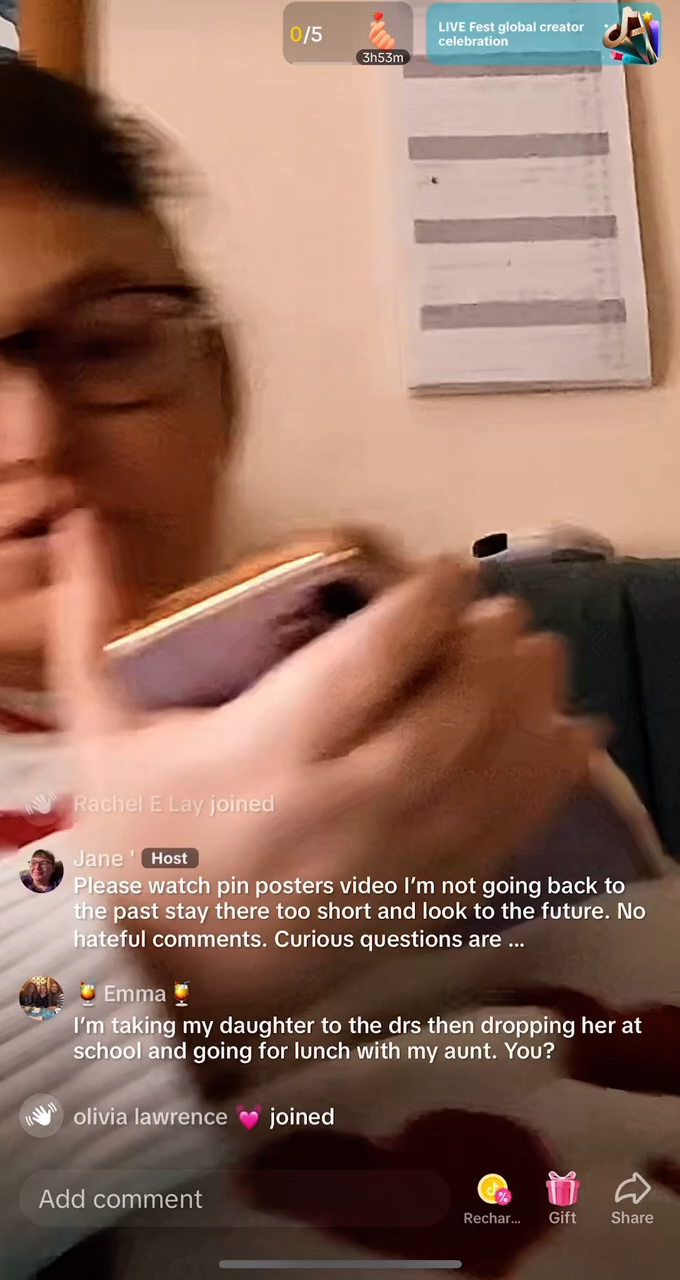 0/5
3h53m
LIVE Fest global creator
celebration
Rachel E Lay joined
Jane ' Host
Please watch pin posters video I’m not going back to
the past stay there too short and look to the future. No
hateful comments. Curious questions are ...
🍹 Emma 🍹
I’m taking my daughter to the drs then dropping her at
school and going for lunch with my aunt. You?
olivia lawrence 💓 joined
Add comment
Rechar...
Gift
Share